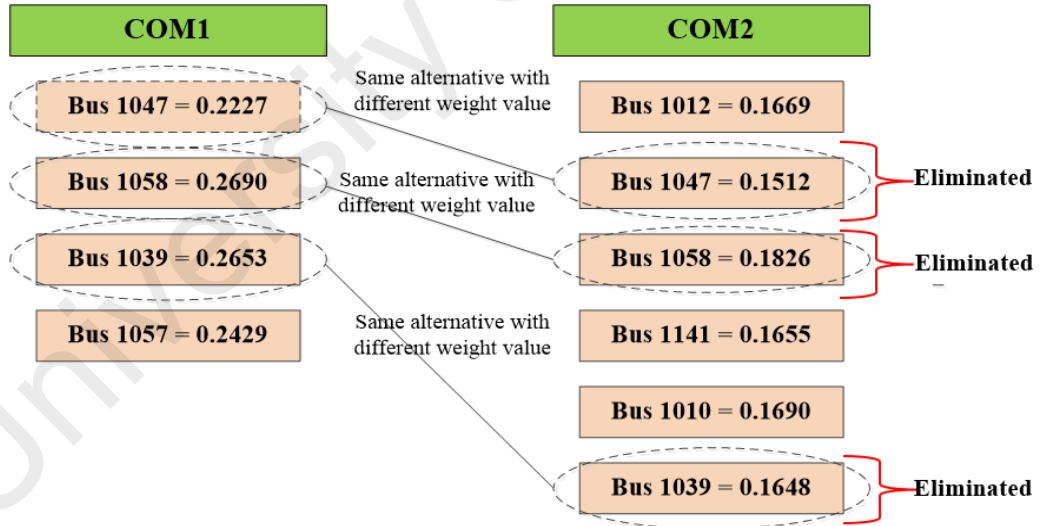 COM1
COM2
Same alternative with
different weight value
Bus 1047 = 0.2227
Bus 1012 = 0.1669
Bus 1058 = 0.2690
Same alternative with
different weight value
Bus 1047 = 0.1512
Eliminated
Bus 1039 = 0.2653
Bus 1058 = 0.1826
Eliminated
Bus 1057 = 0.2429
Same alternative with
different weight value
Bus 1141 = 0.1655
Bus 1010 = 0.1690
Bus 1039 = 0.1648
Eliminated
University